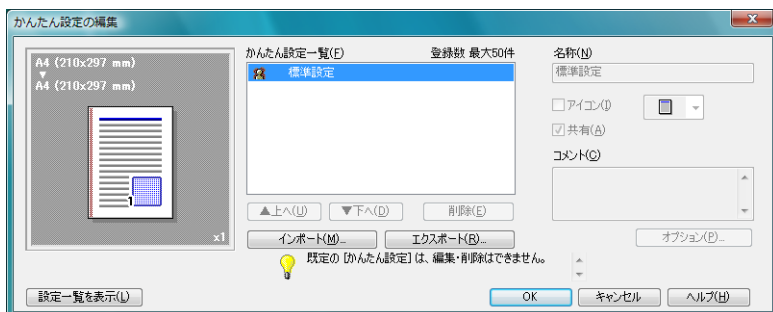 かんたん設定の編集
A4 (210x297 mm)
A4 (210x297 mm)
1
x1
かんたん設定一覧(F) 登録数 最大50件
標準設定
▲上へ(U) ▼下へ(D) 削除(E)
インポート(M)... エクスポート(R)...
既定の [かんたん設定] は、編集・削除はできません。
名称(N)
標準設定
アイコン(I)
共有(A)
コメント(C)
オプション(P)...
設定一覧を表示(L) OK キャンセル ヘルプ(H)